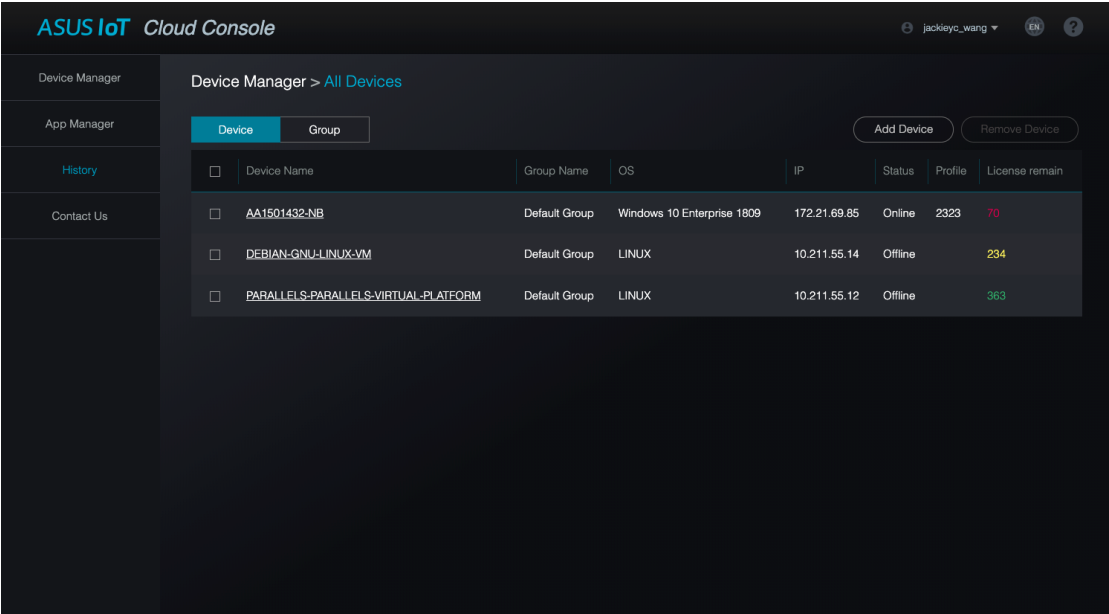 ASUS IoT Cloud Console
jackieyc_wang
EN
?
Device Manager
App Manager
History
Contact Us
Device Manager > All Devices
Device Group
Add Device Remove Device
Device Name Group Name OS IP Status Profile License remain
AA1501432-NB Default Group Windows 10 Enterprise 1809 172.21.69.85 Online 2323 70
DEBIAN-GNU-LINUX-VM Default Group LINUX 10.211.55.14 Offline 234
PARALLELS-PARALLELS-VIRTUAL-PLATFORM Default Group LINUX 10.211.55.12 Offline 363